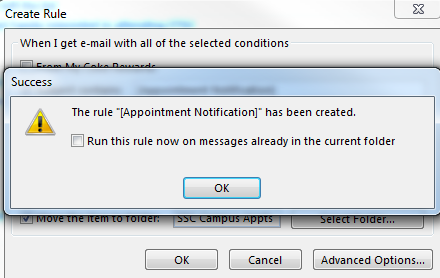 Create Rule
When I get e-mail with all of the selected conditions
From My Coke Rewards
Success
The rule "[Appointment Notification]" has been created.
Run this rule now on messages already in the current folder
OK
Move the item to folder: SSC Campus Appts Select Folder...
OK Cancel Advanced Options...